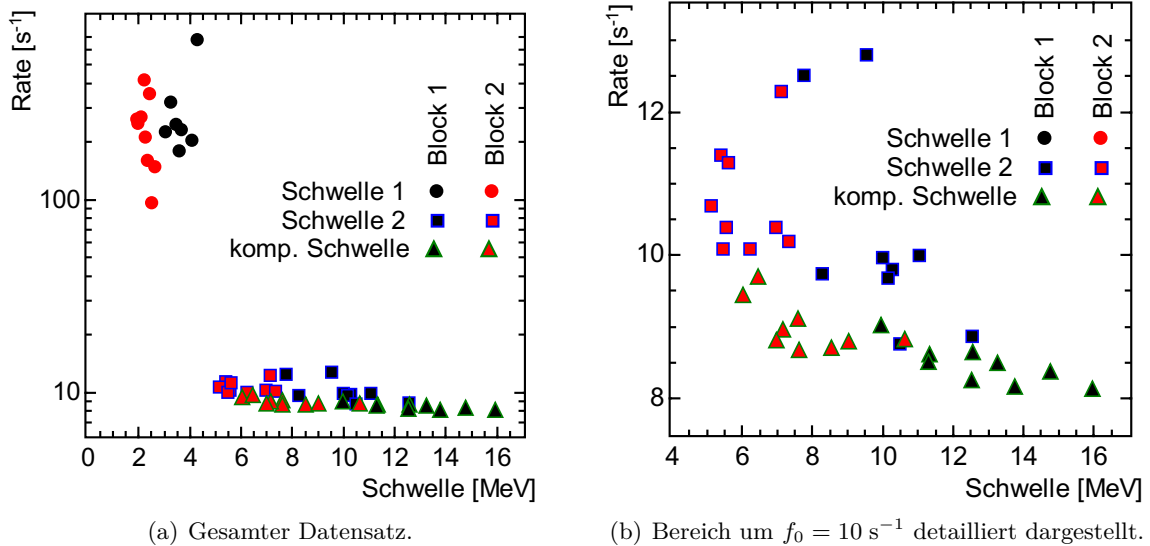 Rate [s⁻¹]
100
10
0 2 4 6 8 10 12 14 16
Schwelle [MeV]
Block 1
Block 2
Schwelle 1
Schwelle 2
komp. Schwelle
(a) Gesamter Datensatz.
Rate [s⁻¹]
12
10
8
4 6 8 10 12 14 16
Schwelle [MeV]
Block 1
Block 2
Schwelle 1
Schwelle 2
komp. Schwelle
(b) Bereich um f₀ = 10 s⁻¹ detailliert dargestellt.